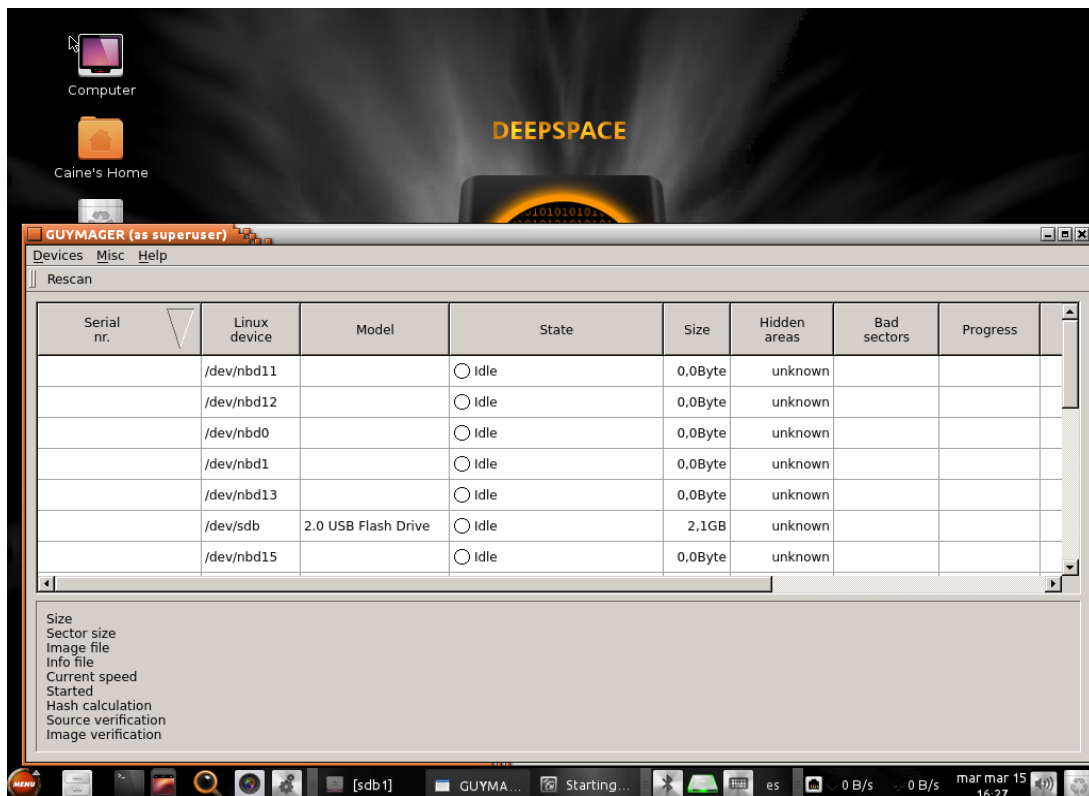 Computer
DEEPSPACE
Caine's Home
GUYMAGER (as superuser)
Devices Misc Help
Rescan
Serial nr. Linux device Model State Size Hidden areas Bad sectors Progress
/dev/nbd11 Idle 0,0Byte unknown
/dev/nbd12 Idle 0,0Byte unknown
/dev/nbd0 Idle 0,0Byte unknown
/dev/nbd1 Idle 0,0Byte unknown
/dev/nbd13 Idle 0,0Byte unknown
/dev/sdb 2.0 USB Flash Drive Idle 2,1GB unknown
/dev/nbd15 Idle 0,0Byte unknown
Size
Sector size
Image file
Info file
Current speed
Started
Hash calculation
Source verification
Image verification
MENU [sdb1] GUYMA... Starting... es 0 B/s 0 B/s mar mar 15
16:27